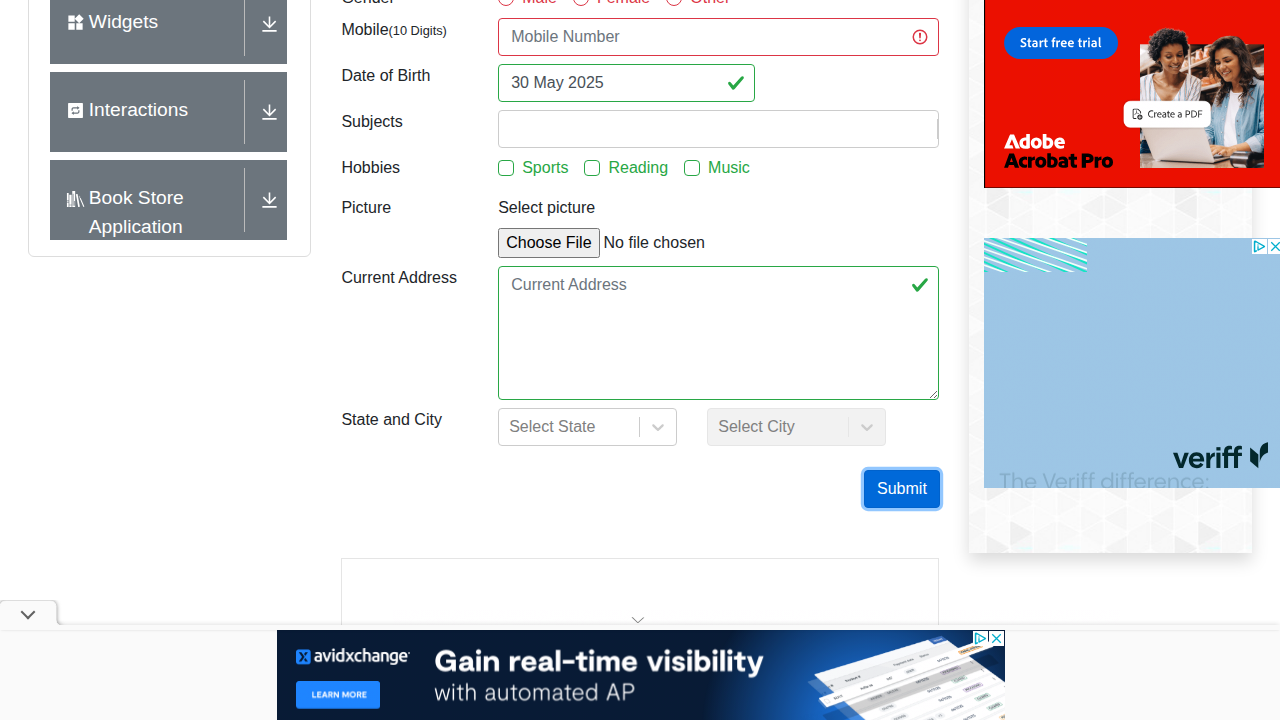 Widgets
Interactions
Book Store
Application
Gender
Male Female Other
Mobile(10 Digits)
Mobile Number
Date of Birth
30 May 2025
Subjects
Hobbies
Sports Reading Music
Picture
Select picture
Choose File No file chosen
Current Address
Current Address
State and City
Select State
Select City
Submit
Start free trial
Create a PDF
Adobe
Acrobat Pro
veriff
The Veriff difference:
avidxchange
LEARN MORE
Gain real-time visibility
with automated AP